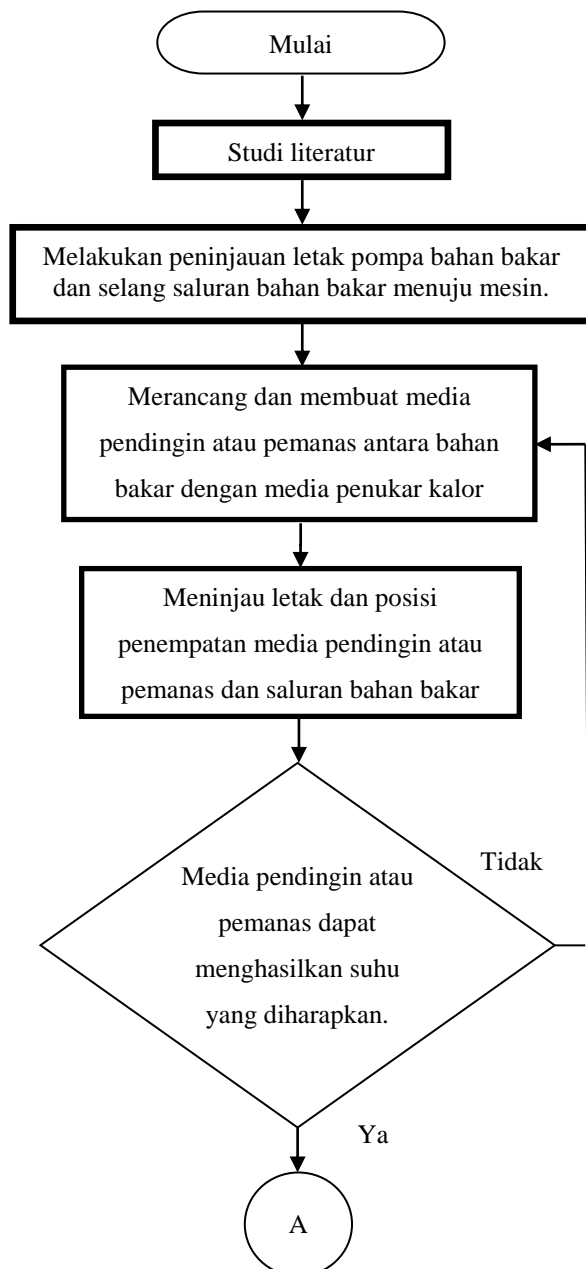 Mulai
Studi literatur
Melakukan peninjauan letak pompa bahan bakar
dan selang saluran bahan bakar menuju mesin.
Merancang dan membuat media
pendingin atau pemanas antara bahan
bakar dengan media penukar kalor
Meninjau letak dan posisi
penempatan media pendingin atau
pemanas dan saluran bahan bakar
Tidak
Media pendingin atau
pemanas dapat
menghasilkan suhu
yang diharapkan.
Ya
A